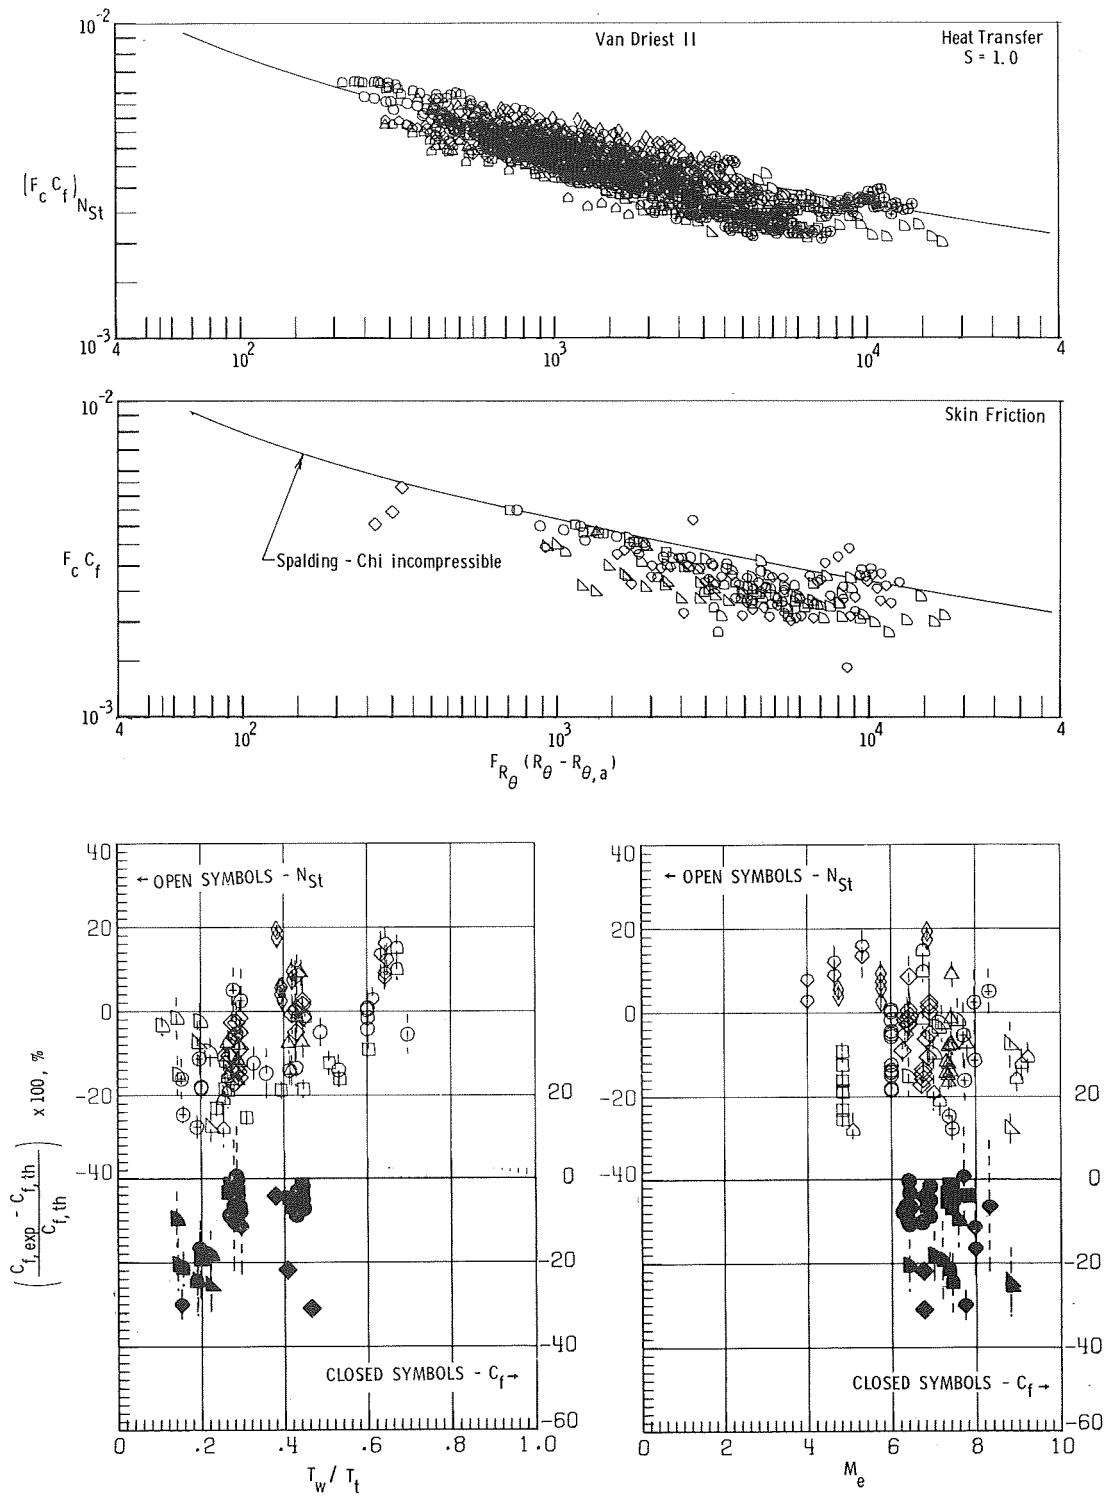 10^-2
Van Driest II
Heat Transfer
S = 1.0
(F_c C_f)_N_St
10^-3
4 10^2 10^3 10^4 4
10^-2
Skin Friction
Spalding - Chi incompressible
F_c C_f
10^-3
4 10^2 10^3 10^4 4
F_R_θ (R_θ - R_θ,a)
40
← OPEN SYMBOLS - N_St
20
0
-20
-40
20
0
-20
-40
-60
(C_f,exp - C_f,th / C_f,th) x 100, %
CLOSED SYMBOLS - C_f →
0 .2 .4 .6 .8 1.0
T_w / T_t
40
← OPEN SYMBOLS - N_St
20
0
-20
-40
20
0
-20
-40
-60
CLOSED SYMBOLS - C_f →
0 2 4 6 8 10
M_e